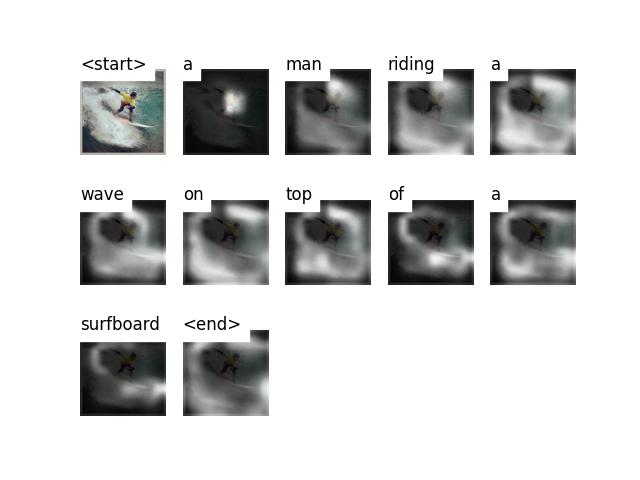 <start> a man riding a
wave on top of a
surfboard <end>